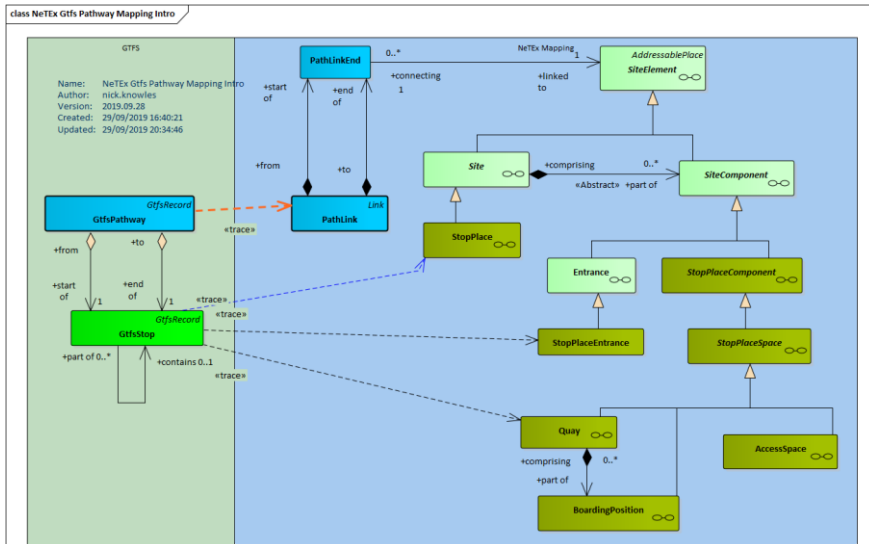 class NeTEx Gtfs Pathway Mapping Intro
GTFS
Name: NeTEx Gtfs Pathway Mapping Intro
Author: nick.knowles
Version: 2019.09.28
Created: 29/09/2019 16:40:21
Updated: 29/09/2019 20:34:46
PathLinkEnd
0..*
NeTEx Mapping
1
+connecting
1
+linked
to
AddressablePlace
SiteElement
+start
of
+end
of
+from
+to
Site
+comprising
0..*
«Abstract»
+part of
SiteComponent
GtfsRecord
GtfsPathway
«trace»
Link
PathLink
StopPlace
+from
+to
+start
of
1
+end
of
1
«trace»
«trace»
Entrance
StopPlaceComponent
GtfsRecord
GtfsStop
StopPlaceEntrance
StopPlaceSpace
+part of 0..*
+contains 0..1
«trace»
Quay
AccessSpace
+comprising
0..*
+part of
BoardingPosition